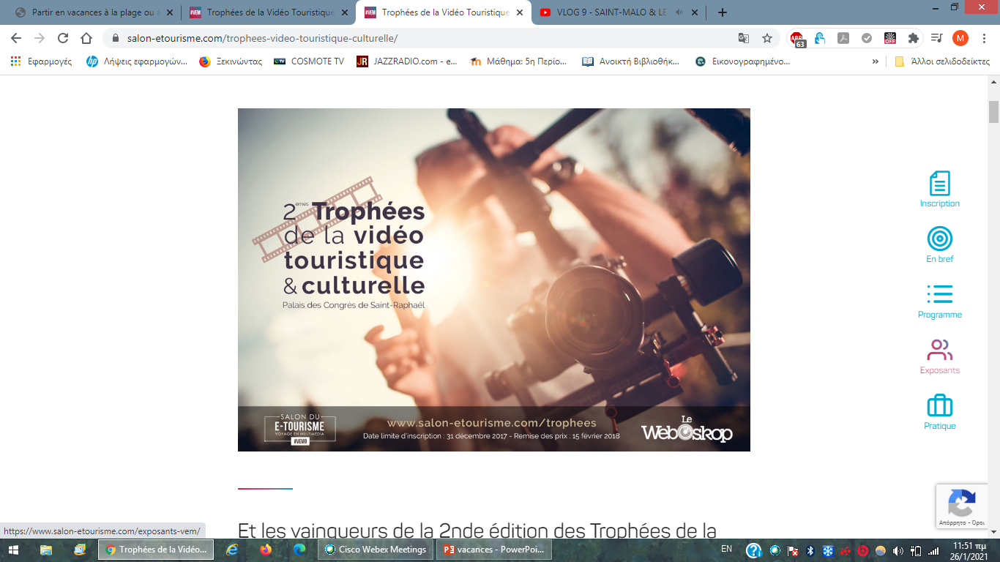 Partir en vacances à la plage ou à
Trophées de la Vidéo Touristique
Trophées de la Vidéo Touristique
VLOG 9 - SAINT-MALO & LE
salon-etourisme.com/trophees-video-touristique-culturelle/
63
OFF
M
Εφαρμογές
Λήψεις εφαρμογών...
Ξεκινώντας
COSMOTE TV
JAZZRADIO.com - e...
Μάθημα: 5η Περίο...
Ανοικτή Βιβλιοθήκ...
Εικονογραφημένο...
»
Άλλοι σελιδοδείκτες
2èmes Trophées
de la vidéo
touristique
& culturelle
Palais des Congrès de Saint-Raphaël
SALON DU
E-TOURISME
VOYAGE EN MULTIMÉDIA
#VEM9
www.salon-etourisme.com/trophees
Date limite d'inscription : 31 décembre 2017 - Remise des prix : 15 février 2018
Le
WebOskop
Inscription
En bref
Programme
Exposants
Pratique
Απόρρητο - Όροι
Et les vainqueurs de la 2nde édition des Trophées de la
https://www.salon-etourisme.com/exposants-vem/
Trophées de la Vidéo...
Cisco Webex Meetings
vacances - PowerPoi...
EN
11:51 πμ
26/1/2021